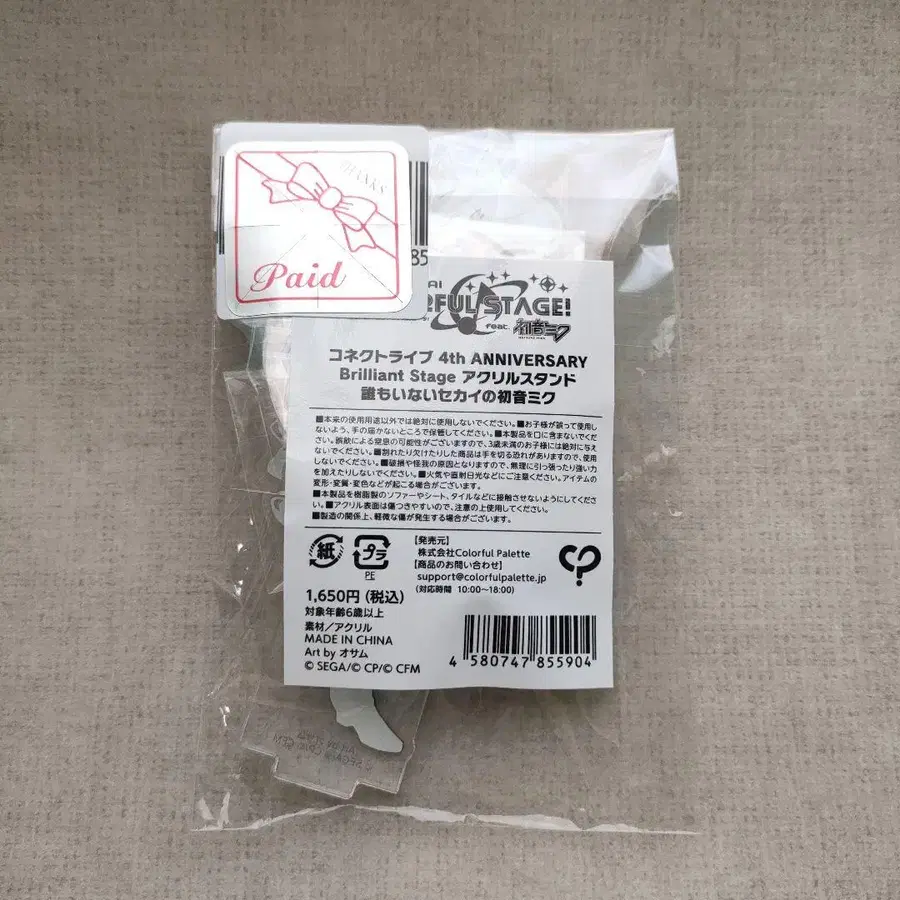 THANKS
Paid
85
AI
FUL STAGE!
feat. 初音ミク
コネクトライブ 4th ANNIVERSARY
Brilliant Stage アクリルスタンド
誰もいないセカイの初音ミク
■本来の使用用途以外では絶対に使用しないでください。■お子様が誤って使用し
ないよう、手の届かないところで保管してください。■本製品を口に含まないでくだ
さい。誤飲による窒息の可能性がございますので、3歳未満のお子様には絶対に与え
ないでください。■割れたり欠けたりした商品は手を切る恐れがありますので、使用
しないでください。■破損や怪我の原因となりますので、無理に引っ張ったり強い力
を加えたりしないでください。■火気や直射日光などにご注意ください。アイテムの
変形・変質・変色などが起こる場合がございます。
■本製品を樹脂製のソファーやシート、タイルなどに接触させないようにしてくださ
い。■アクリル表面は傷つきやすいので、注意の上使用してください。
■製造の関係上、軽微な傷が発生する場合がございます。
紙 プラ
PE
【発売元】
株式会社Colorful Palette
【商品のお問い合わせ】
support@colorfulpalette.jp
(対応時間 10:00~18:00)
1,650円(税込)
対象年齢6歳以上
素材／アクリル
MADE IN CHINA
Art by オサム
© SEGA/© CP/© CFM
4 580747 855904